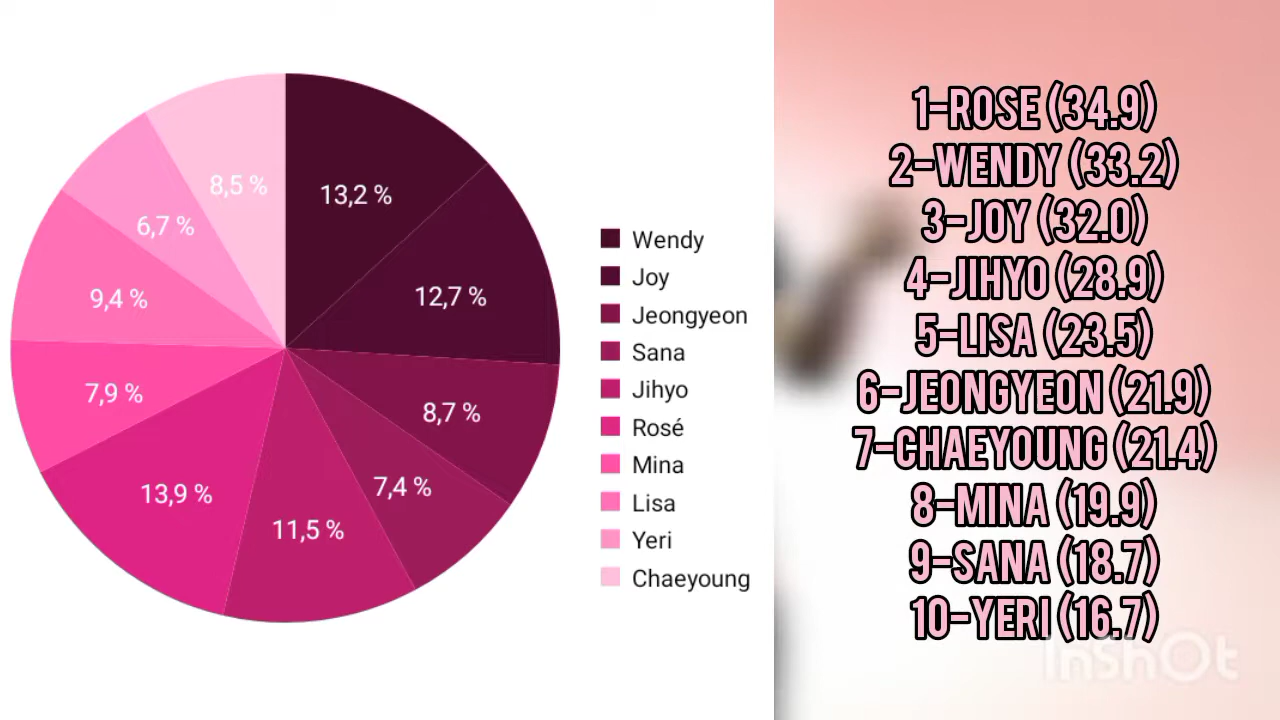 13,2 %
12,7 %
8,7 %
7,4 %
11,5 %
13,9 %
7,9 %
9,4 %
6,7 %
8,5 %
Wendy
Joy
Jeongyeon
Sana
Jihyo
Rosé
Mina
Lisa
Yeri
Chaeyoung
1-ROSE (34.9)
2-WENDY (33.2)
3-JOY (32.0)
4-JIHYO (28.9)
5-LISA (23.5)
6-JEONGYEON (21.9)
7-CHAEYOUNG (21.4)
8-MINA (19.9)
9-SANA (18.7)
10-YERI (16.7)
InShOt